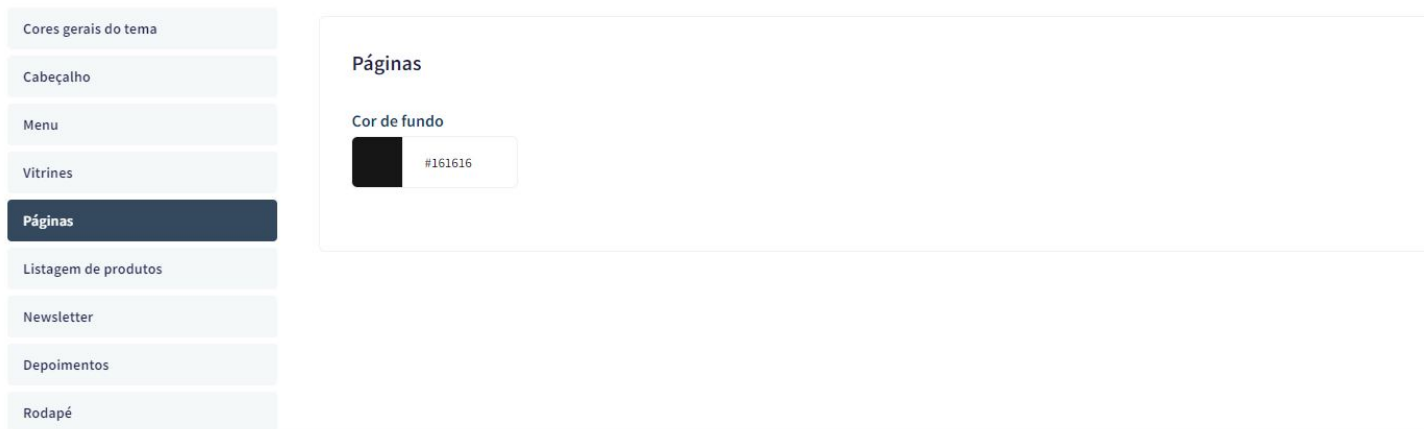 Cores gerais do tema
Cabeçalho
Menu
Vitrines
Páginas
Listagem de produtos
Newsletter
Depoimentos
Rodapé
Páginas
Cor de fundo
#161616